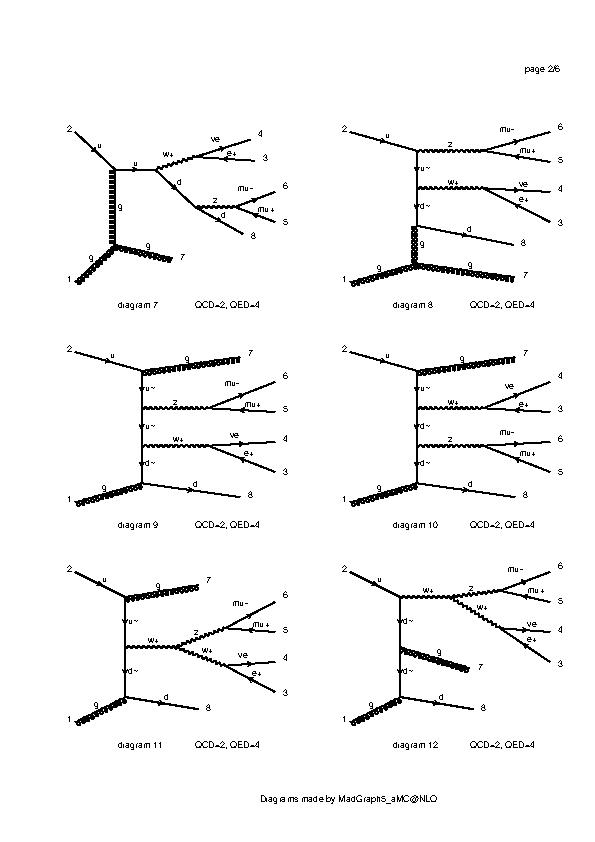 page 2/6
2
u
g
u
w+
ve
4
e+
3
d
z
mu-
6
mu+
5
d
8
g
1
g
7
diagram 7 QCD=2, QED=4
2
u
z
mu-
6
mu+
5
u~
w+
ve
4
e+
3
d~
d
8
g
g
1
g
7
diagram 8 QCD=2, QED=4
2
u
g
7
u~
z
mu-
6
mu+
5
u~
w+
ve
4
e+
3
d~
g
1
d
8
diagram 9 QCD=2, QED=4
2
u
g
7
u~
w+
ve
4
e+
3
d~
z
mu-
6
mu+
5
d~
g
1
d
8
diagram 10 QCD=2, QED=4
2
u
g
7
u~
w+
z
mu-
6
mu+
5
w+
ve
4
e+
3
d~
g
1
d
8
diagram 11 QCD=2, QED=4
2
u
w+
z
mu-
6
mu+
5
w+
ve
4
e+
3
d~
g
7
d~
g
1
d
8
diagram 12 QCD=2, QED=4
Diagrams made by MadGraph5_aMC@NLO